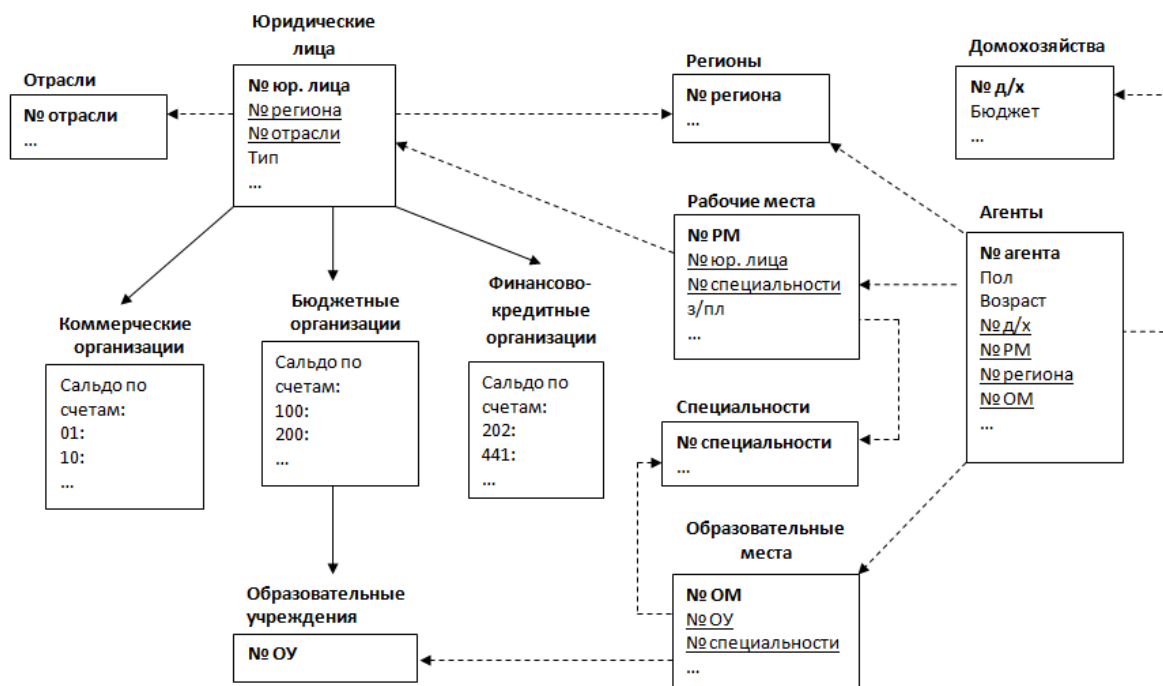 Юридические
лица
№ юр. лица
№ региона
№ отрасли
Тип
...
Отрасли
№ отрасли
...
Регионы
№ региона
...
Домохозяйства
№ д/х
Бюджет
...
Рабочие места
№ РМ
№ юр. лица
№ специальности
з/пл
...
Агенты
№ агента
Пол
Возраст
№ д/х
№ РМ
№ региона
№ ОМ
...
Коммерческие
организации
Сальдо по
счетам:
01:
10:
...
Бюджетные
организации
Сальдо по
счетам:
100:
200:
...
Финансово-
кредитные
организации
Сальдо по
счетам:
202:
441:
...
Специальности
№ специальности
...
Образовательные
места
№ ОМ
№ ОУ
№ специальности
...
Образовательные
учреждения
№ ОУ